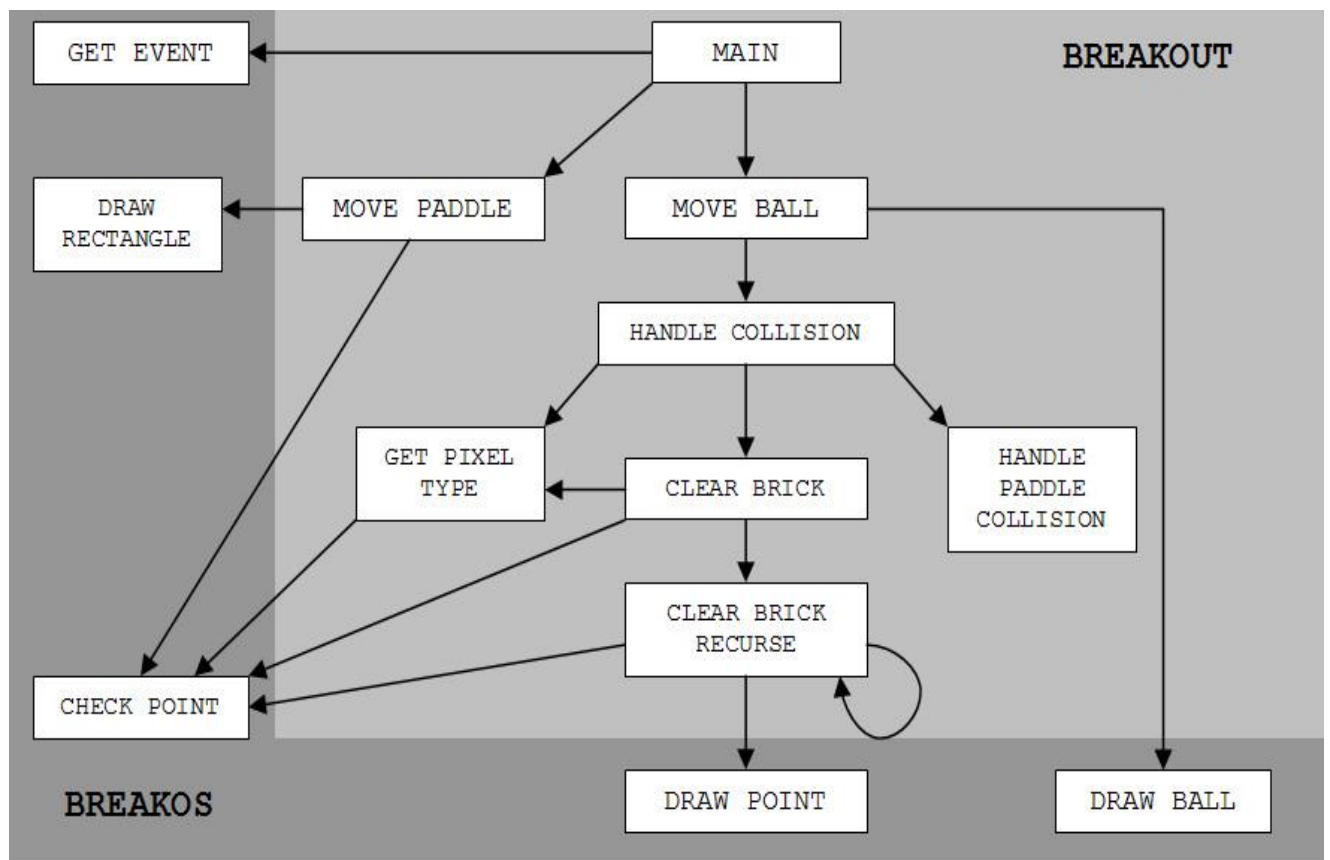 GET EVENT
MAIN
BREAKOUT
DRAW
RECTANGLE
MOVE PADDLE
MOVE BALL
HANDLE COLLISION
GET PIXEL
TYPE
CLEAR BRICK
HANDLE
PADDLE
COLLISION
CLEAR BRICK
RECURSE
CHECK POINT
BREAKOS
DRAW POINT
DRAW BALL